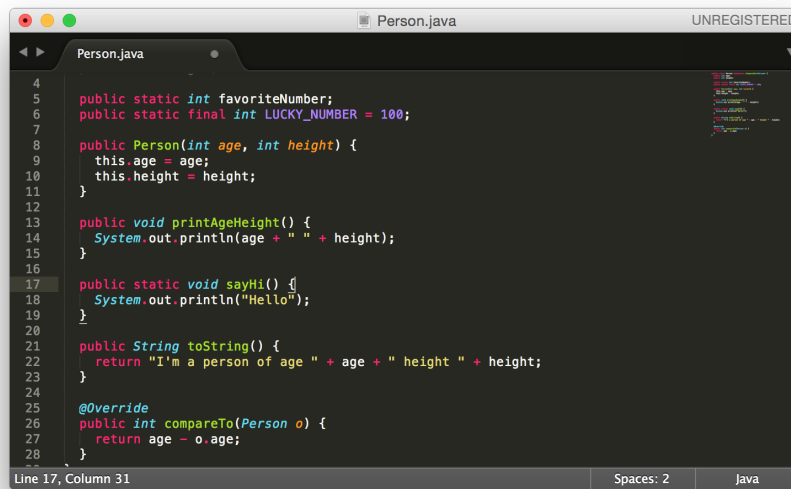 Person.java
UNREGISTERED
Person.java
4
5 public static int favoriteNumber;
6 public static final int LUCKY_NUMBER = 100;
7
8 public Person(int age, int height) {
9 this.age = age;
10 this.height = height;
11 }
12
13 public void printAgeHeight() {
14 System.out.println(age + " " + height);
15 }
16
17 public static void sayHi() {
18 System.out.println("Hello");
19 }
20
21 public String toString() {
22 return "I'm a person of age " + age + " height " + height;
23 }
24
25 @Override
26 public int compareTo(Person o) {
27 return age - o.age;
28 }
Line 17, Column 31
Spaces: 2
Java